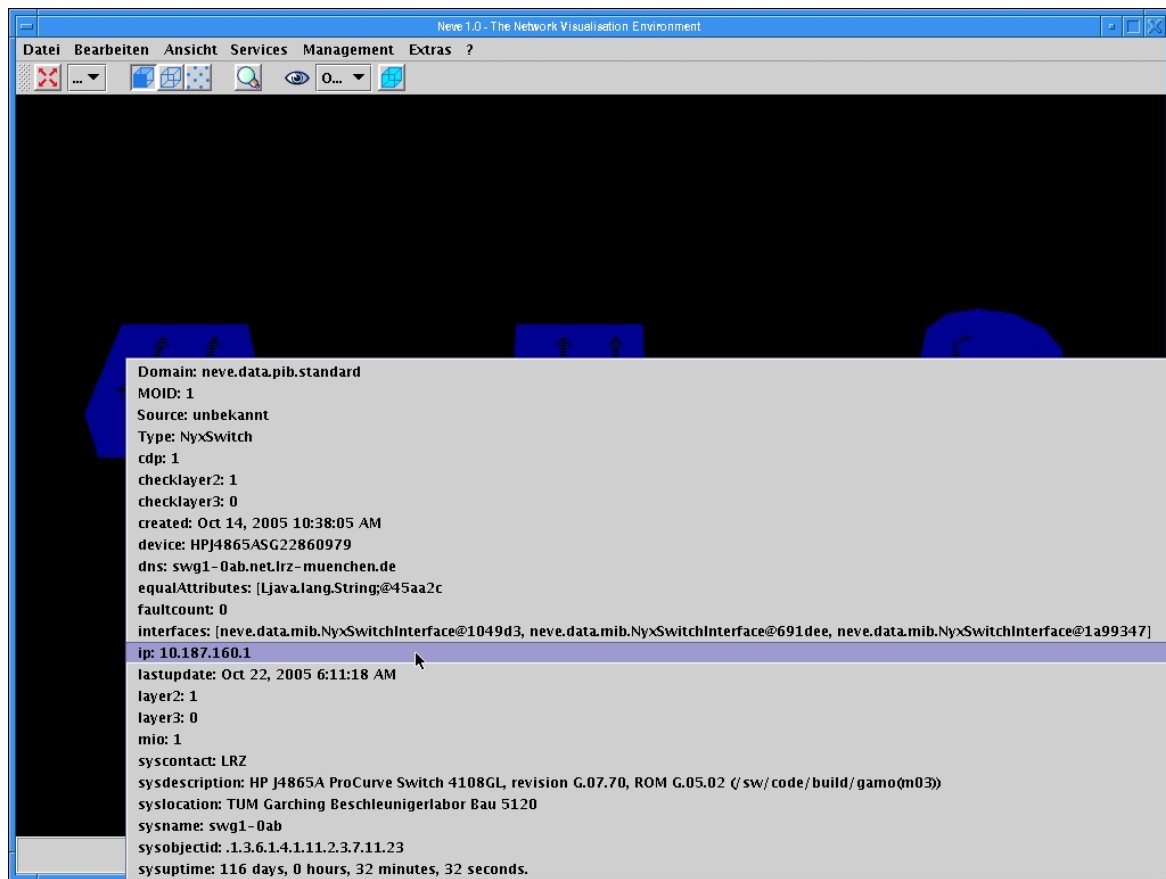 Neve 1.0 - The Network Visualisation Environment
Datei Bearbeiten Ansicht Services Management Extras ?
... O...
Domain: neve.data.pib.standard
MOID: 1
Source: unbekannt
Type: NyxSwitch
cdp: 1
checklayer2: 1
checklayer3: 0
created: Oct 14, 2005 10:38:05 AM
device: HPJ4865ASG22860979
dns: swg1-0ab.net.lrz-muenchen.de
equalAttributes: [Ljava.lang.String;@45aa2c
faultcount: 0
interfaces: [neve.data.mib.NyxSwitchInterface@1049d3, neve.data.mib.NyxSwitchInterface@691dee, neve.data.mib.NyxSwitchInterface@1a99347]
ip: 10.187.160.1
lastupdate: Oct 22, 2005 6:11:18 AM
layer2: 1
layer3: 0
mio: 1
syscontact: LRZ
sysdescription: HP J4865A ProCurve Switch 4108GL, revision G.07.70, ROM G.05.02 (/sw/code/build/gamo(m03))
syslocation: TUM Garching Beschleunigerlabor Bau 5120
sysname: swg1-0ab
sysobjectid: .1.3.6.1.4.1.11.2.3.7.11.23
sysuptime: 116 days, 0 hours, 32 minutes, 32 seconds.